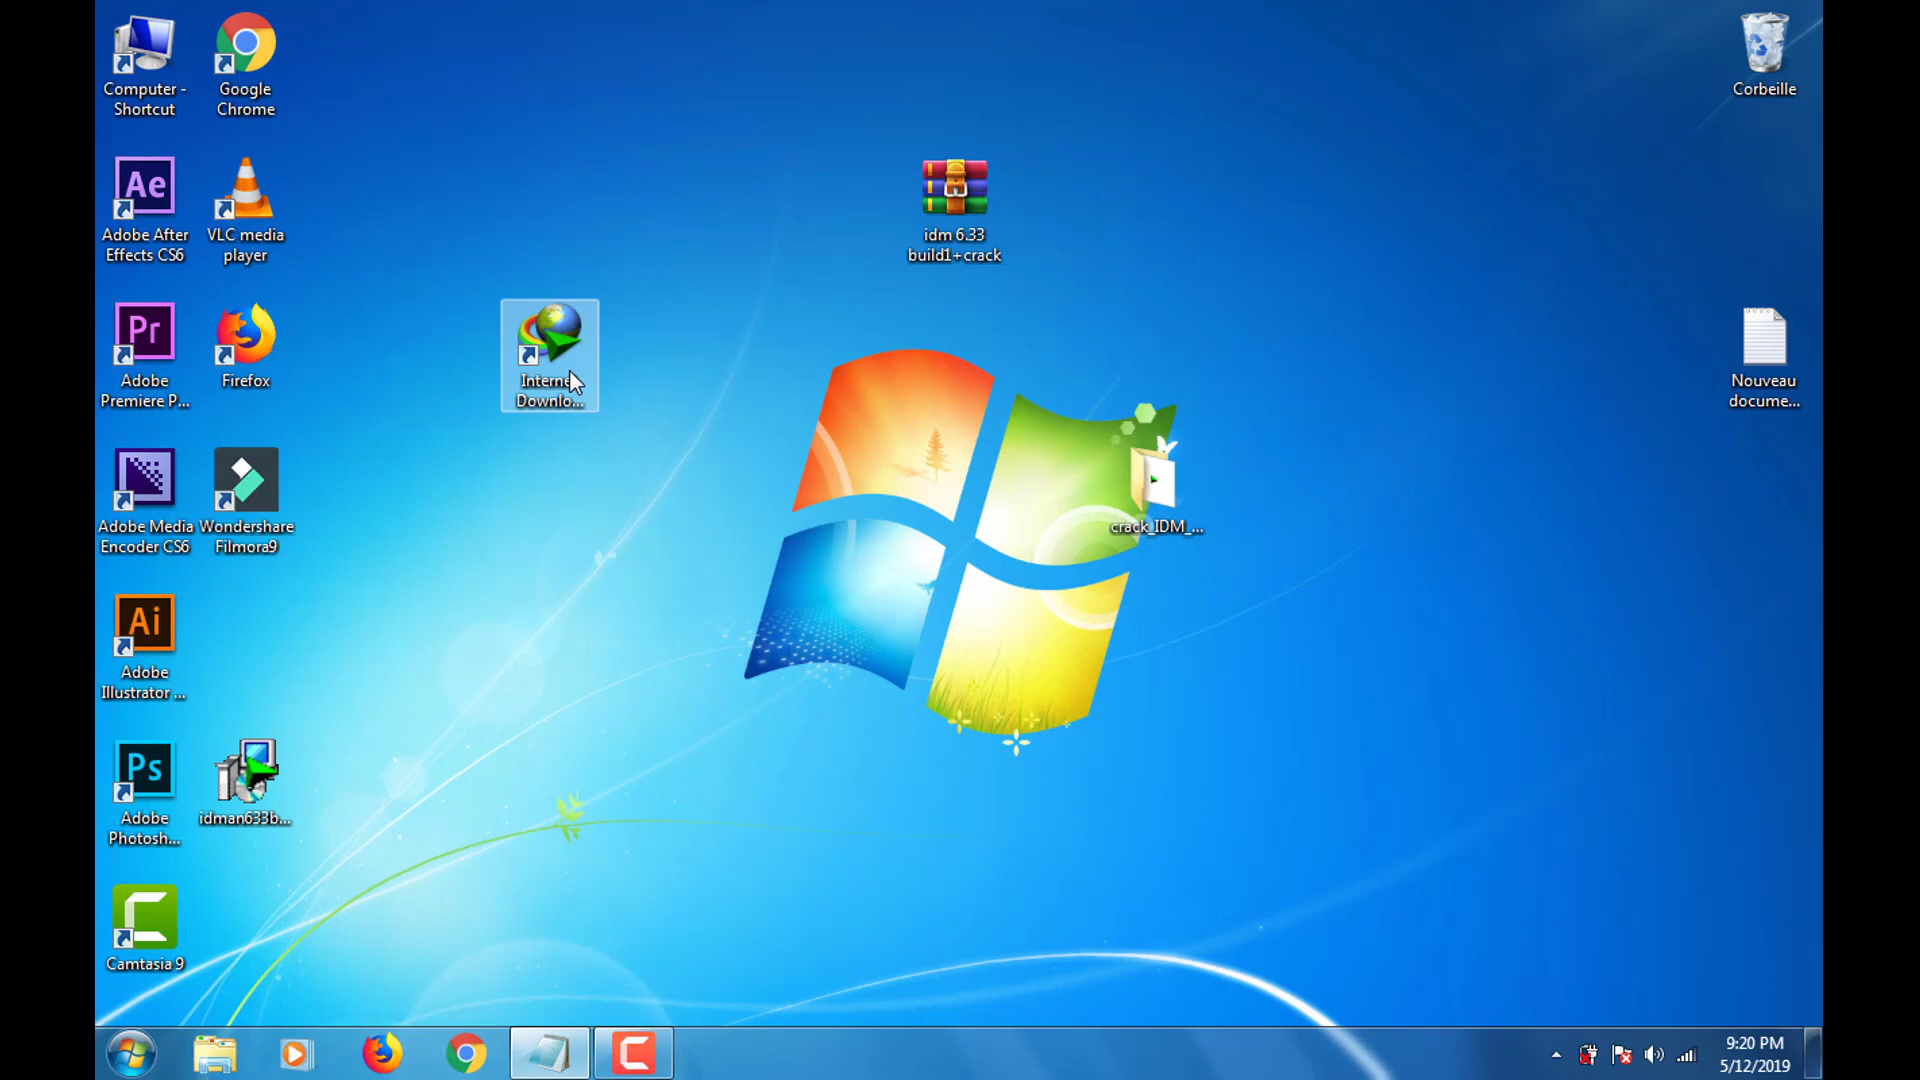 Computer -
Shortcut
Google
Chrome
Corbeille
Ae
Adobe After
Effects CS6
VLC media
player
idm 6.33
build1+crack
Pr
Adobe
Premiere P...
Firefox
Interne
Downlo...
Nouveau
docume...
Adobe Media
Encoder CS6
Wondershare
Filmora9
crack_IDM_...
Ai
Adobe
Illustrator ...
Ps
Adobe
Photosh...
idman633b...
Camtasia 9
9:20 PM
5/12/2019